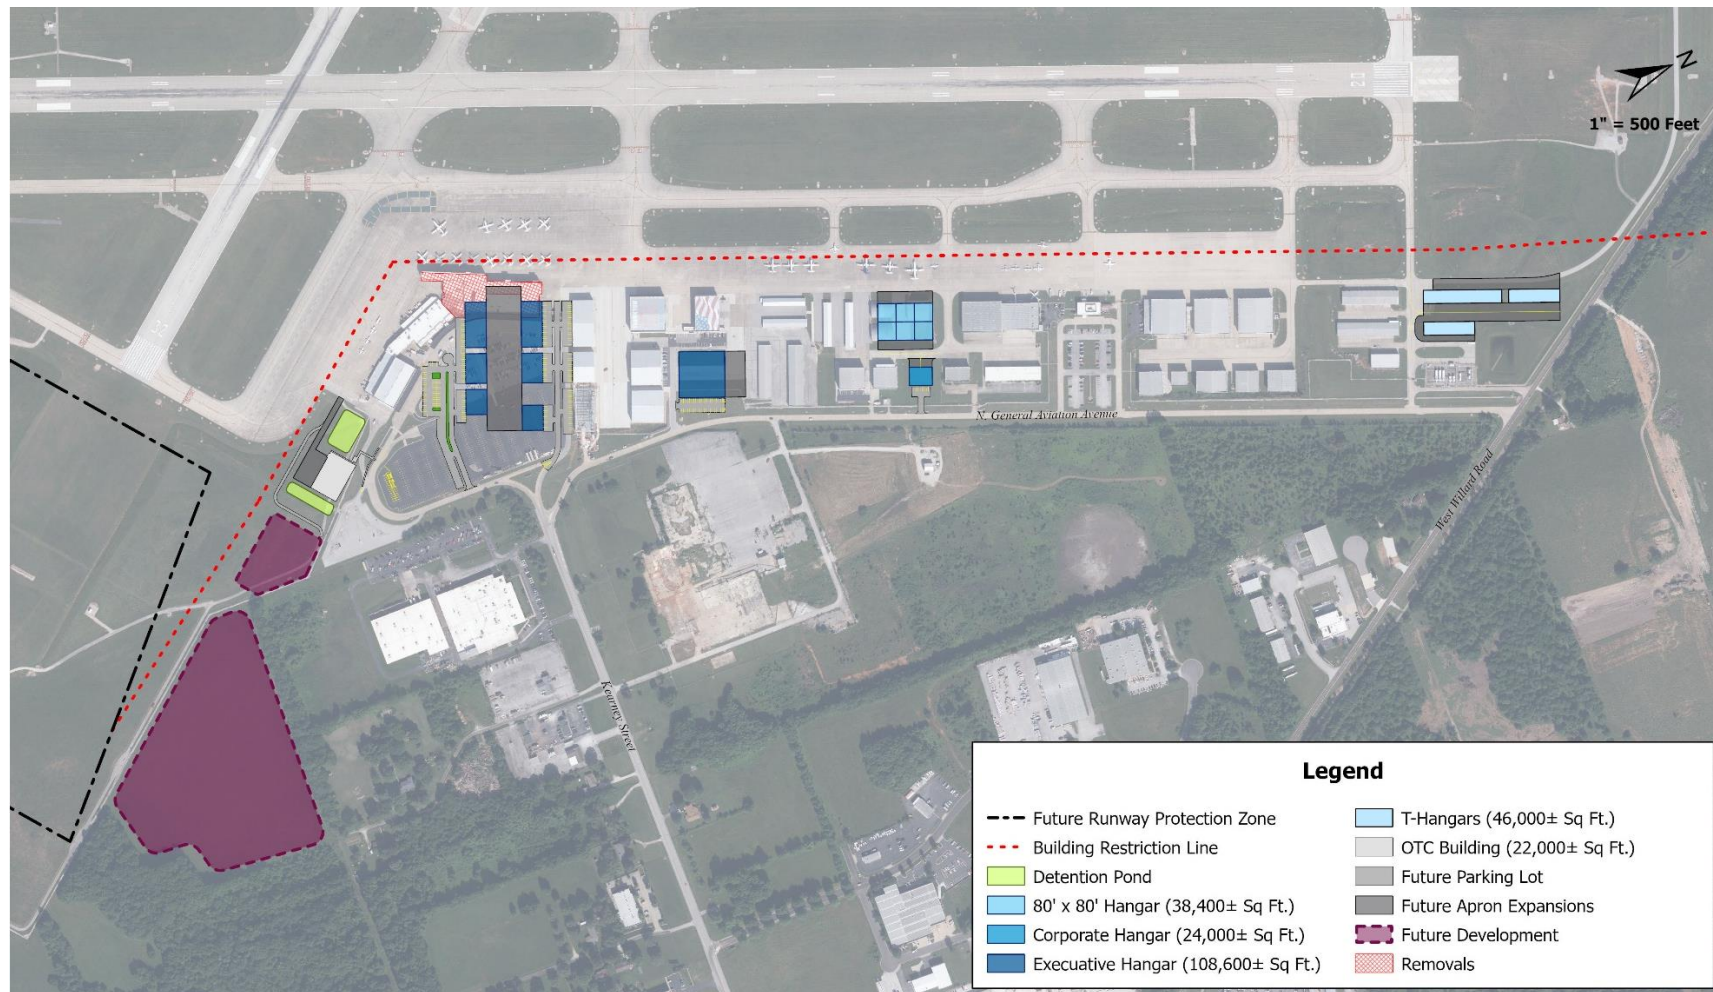 N
1" = 500 Feet
20
N. General Aviation Avenue
West Willard Road
Kearney Street
Legend
Future Runway Protection Zone
Building Restriction Line
Detention Pond
80' x 80' Hangar (38,400± Sq Ft.)
Corporate Hangar (24,000± Sq Ft.)
Execuative Hangar (108,600± Sq Ft.)
T-Hangars (46,000± Sq Ft.)
OTC Building (22,000± Sq Ft.)
Future Parking Lot
Future Apron Expansions
Future Development
Removals